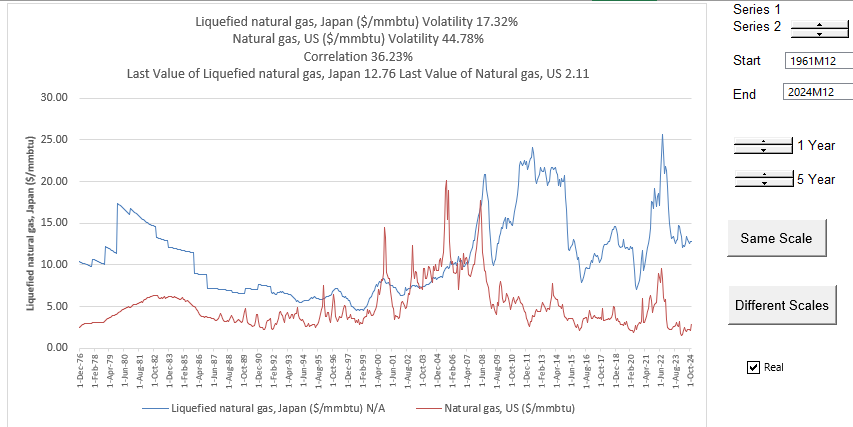 Liquefied natural gas, Japan ($/mmbtu) Volatility 17.32%
Natural gas, US ($/mmbtu) Volatility 44.78%
Correlation 36.23%
Last Value of Liquefied natural gas, Japan 12.76 Last Value of Natural gas, US 2.11
Liquefied natural gas, Japan ($/mmbtu)
30.00
25.00
20.00
15.00
10.00
5.00
0.00
1-Dec-76
1-Feb-78
1-Apr-79
1-Jun-80
1-Aug-81
1-Oct-82
1-Dec-83
1-Feb-85
1-Apr-86
1-Jun-87
1-Aug-88
1-Oct-89
1-Dec-90
1-Feb-92
1-Apr-93
1-Jun-94
1-Aug-95
1-Oct-96
1-Dec-97
1-Feb-99
1-Apr-00
1-Jun-01
1-Aug-02
1-Oct-03
1-Dec-04
1-Feb-06
1-Apr-07
1-Jun-08
1-Aug-09
1-Oct-10
1-Dec-11
1-Feb-13
1-Apr-14
1-Jun-15
1-Aug-16
1-Oct-17
1-Dec-18
1-Feb-20
1-Apr-21
1-Jun-22
1-Aug-23
1-Oct-24
Liquefied natural gas, Japan ($/mmbtu) N/A
Natural gas, US ($/mmbtu)
Series 1
Series 2
Start 1961M12
End 2024M12
1 Year
5 Year
Same Scale
Different Scales
Real